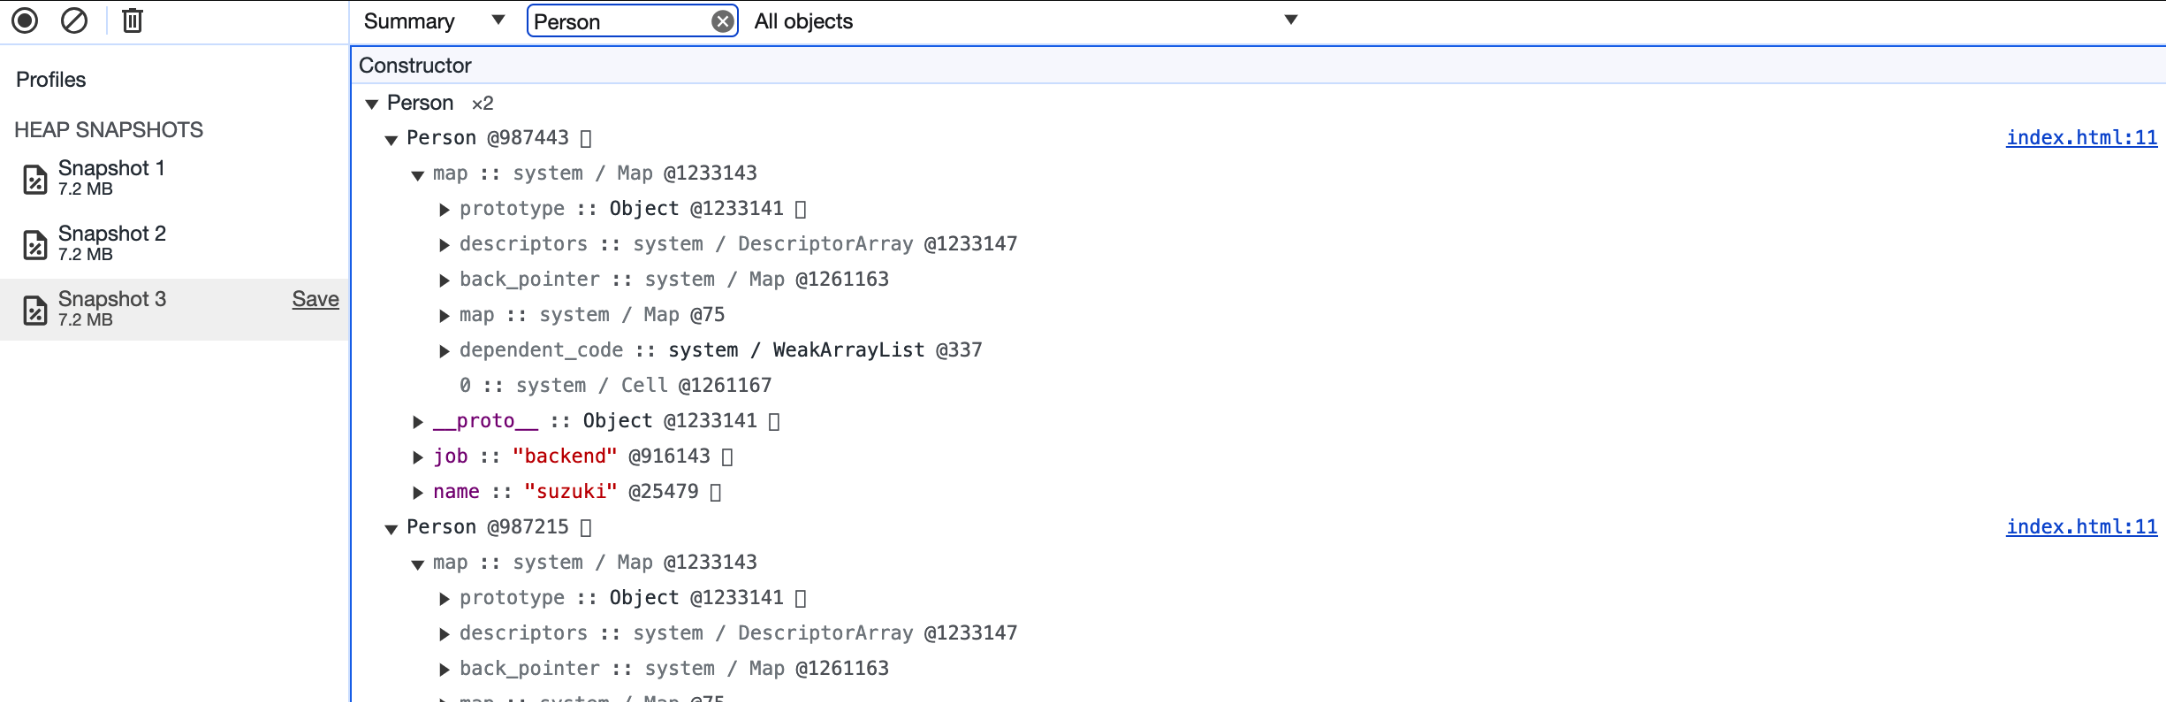 Summary Person All objects
Profiles
HEAP SNAPSHOTS
Snapshot 1
7.2 MB
Snapshot 2
7.2 MB
Snapshot 3 Save
7.2 MB
Constructor
Person ×2
Person @987443 index.html:11
map :: system / Map @1233143
prototype :: Object @1233141
descriptors :: system / DescriptorArray @1233147
back_pointer :: system / Map @1261163
map :: system / Map @75
dependent_code :: system / WeakArrayList @337
0 :: system / Cell @1261167
__proto__ :: Object @1233141
job :: "backend" @916143
name :: "suzuki" @25479
Person @987215 index.html:11
map :: system / Map @1233143
prototype :: Object @1233141
descriptors :: system / DescriptorArray @1233147
back_pointer :: system / Map @1261163
map :: system / Map @75